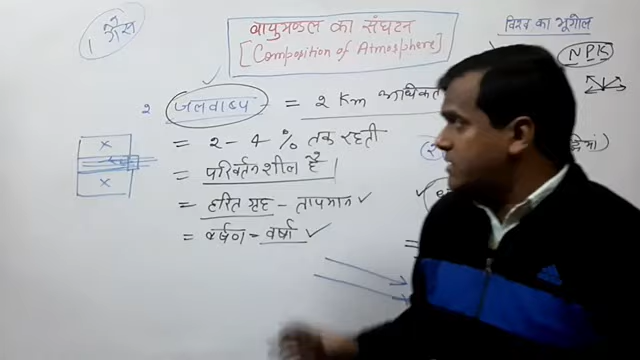 1 गैस
वायुमण्डल का संघटन
[Composition of Atmosphere]
विश्व का भूगोल
NPK
2 जलवाष्प = 2 Km अधिकतम
= 2-4 % तक रहती है
= परिवर्तनशील है
= हरित गृह - तापमान ✓
= वर्षण - वर्षा ✓